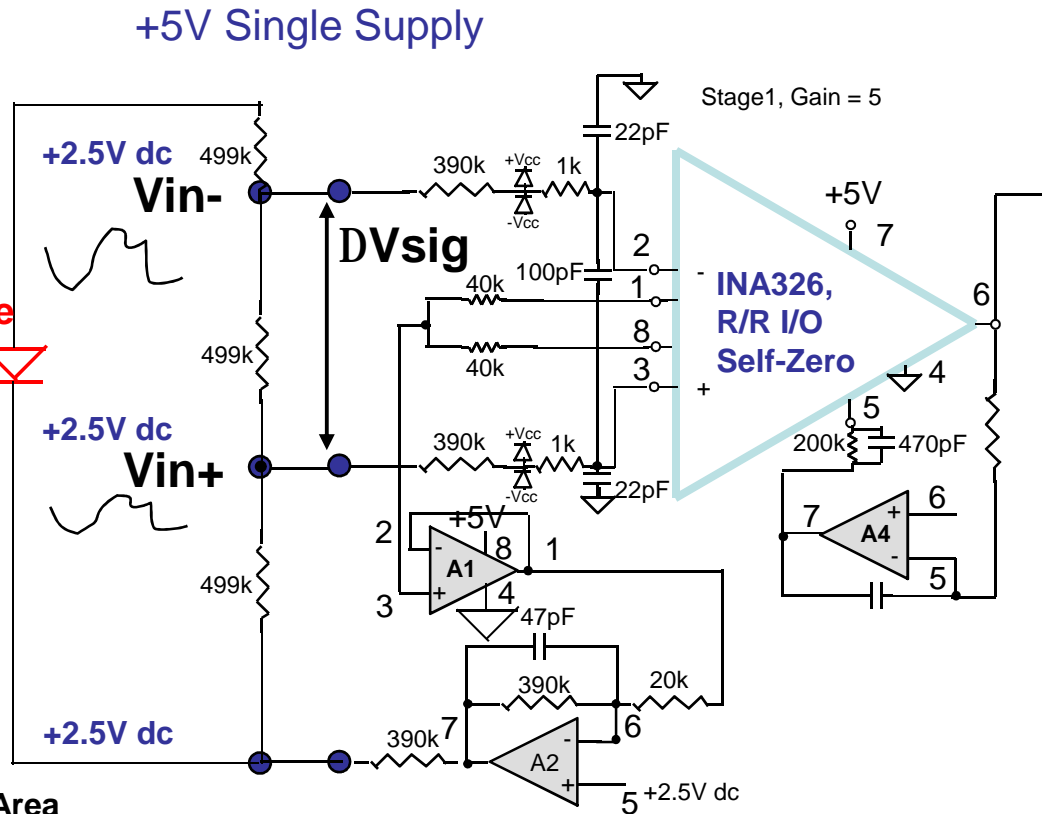 +5V Single Supply
Stage1, Gain = 5
22pF
+2.5V dc
499k
390k
+Vcc
1k
Vin-
-Vcc
+5V
7
DVsig
2
-
100pF
INA326,
R/R I/O
Self-Zero
40k
1
6
e
499k
40k
8
3
+
4
+2.5V dc
5
390k
+Vcc
1k
200k
470pF
Vin+
-Vcc
22pF
+5V
2
-
8
1
7
+
6
A4
A1
-
5
499k
3
+
4
47pF
390k
20k
+2.5V dc
390k
7
-
6
A2
+
5
+2.5V dc
Area